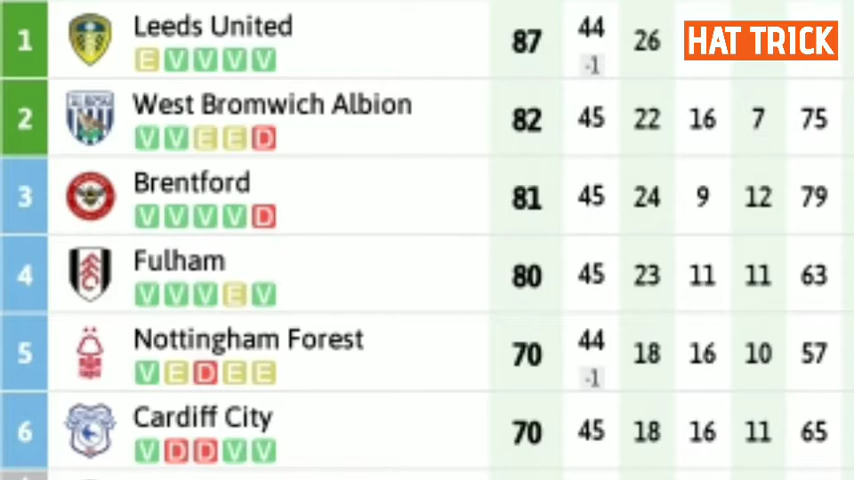 1 Leeds United 87 44 26 HAT TRICK
E V V V V -1
2 West Bromwich Albion 82 45 22 16 7 75
V V E E D
3 Brentford 81 45 24 9 12 79
V V V V D
4 Fulham 80 45 23 11 11 63
V V V E V
5 Nottingham Forest 70 44 18 16 10 57
V E D E E -1
6 Cardiff City 70 45 18 16 11 65
V D D V V